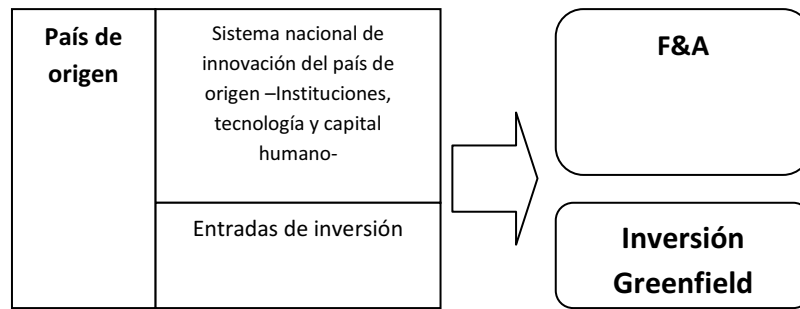 País de
origen
Sistema nacional de
innovación del país de
origen –Instituciones,
tecnología y capital
humano-
Entradas de inversión
F&A
Inversión
Greenfield